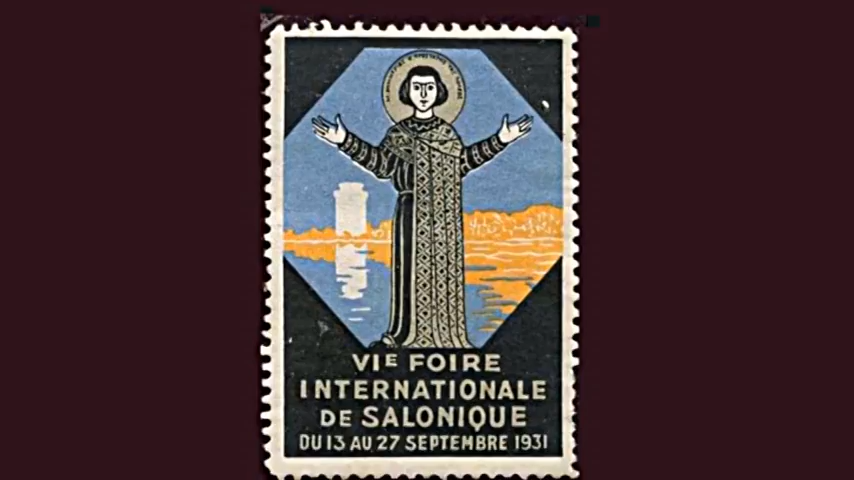 VIE FOIRE
INTERNATIONALE
DE SALONIQUE
DU 13 AU 27 SEPTEMBRE 1931